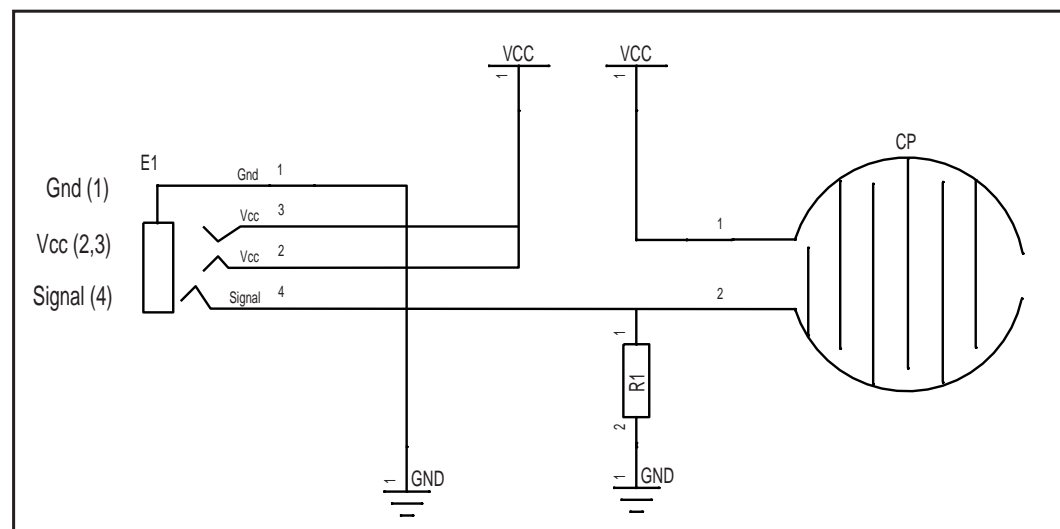 VCC
1
VCC
1
CP
E1
Gnd (1)
Gnd 1
Vcc (2,3)
Vcc 3
Vcc 2
1
Signal (4)
Signal 4
2
1
R1
2
1 GND
1 GND